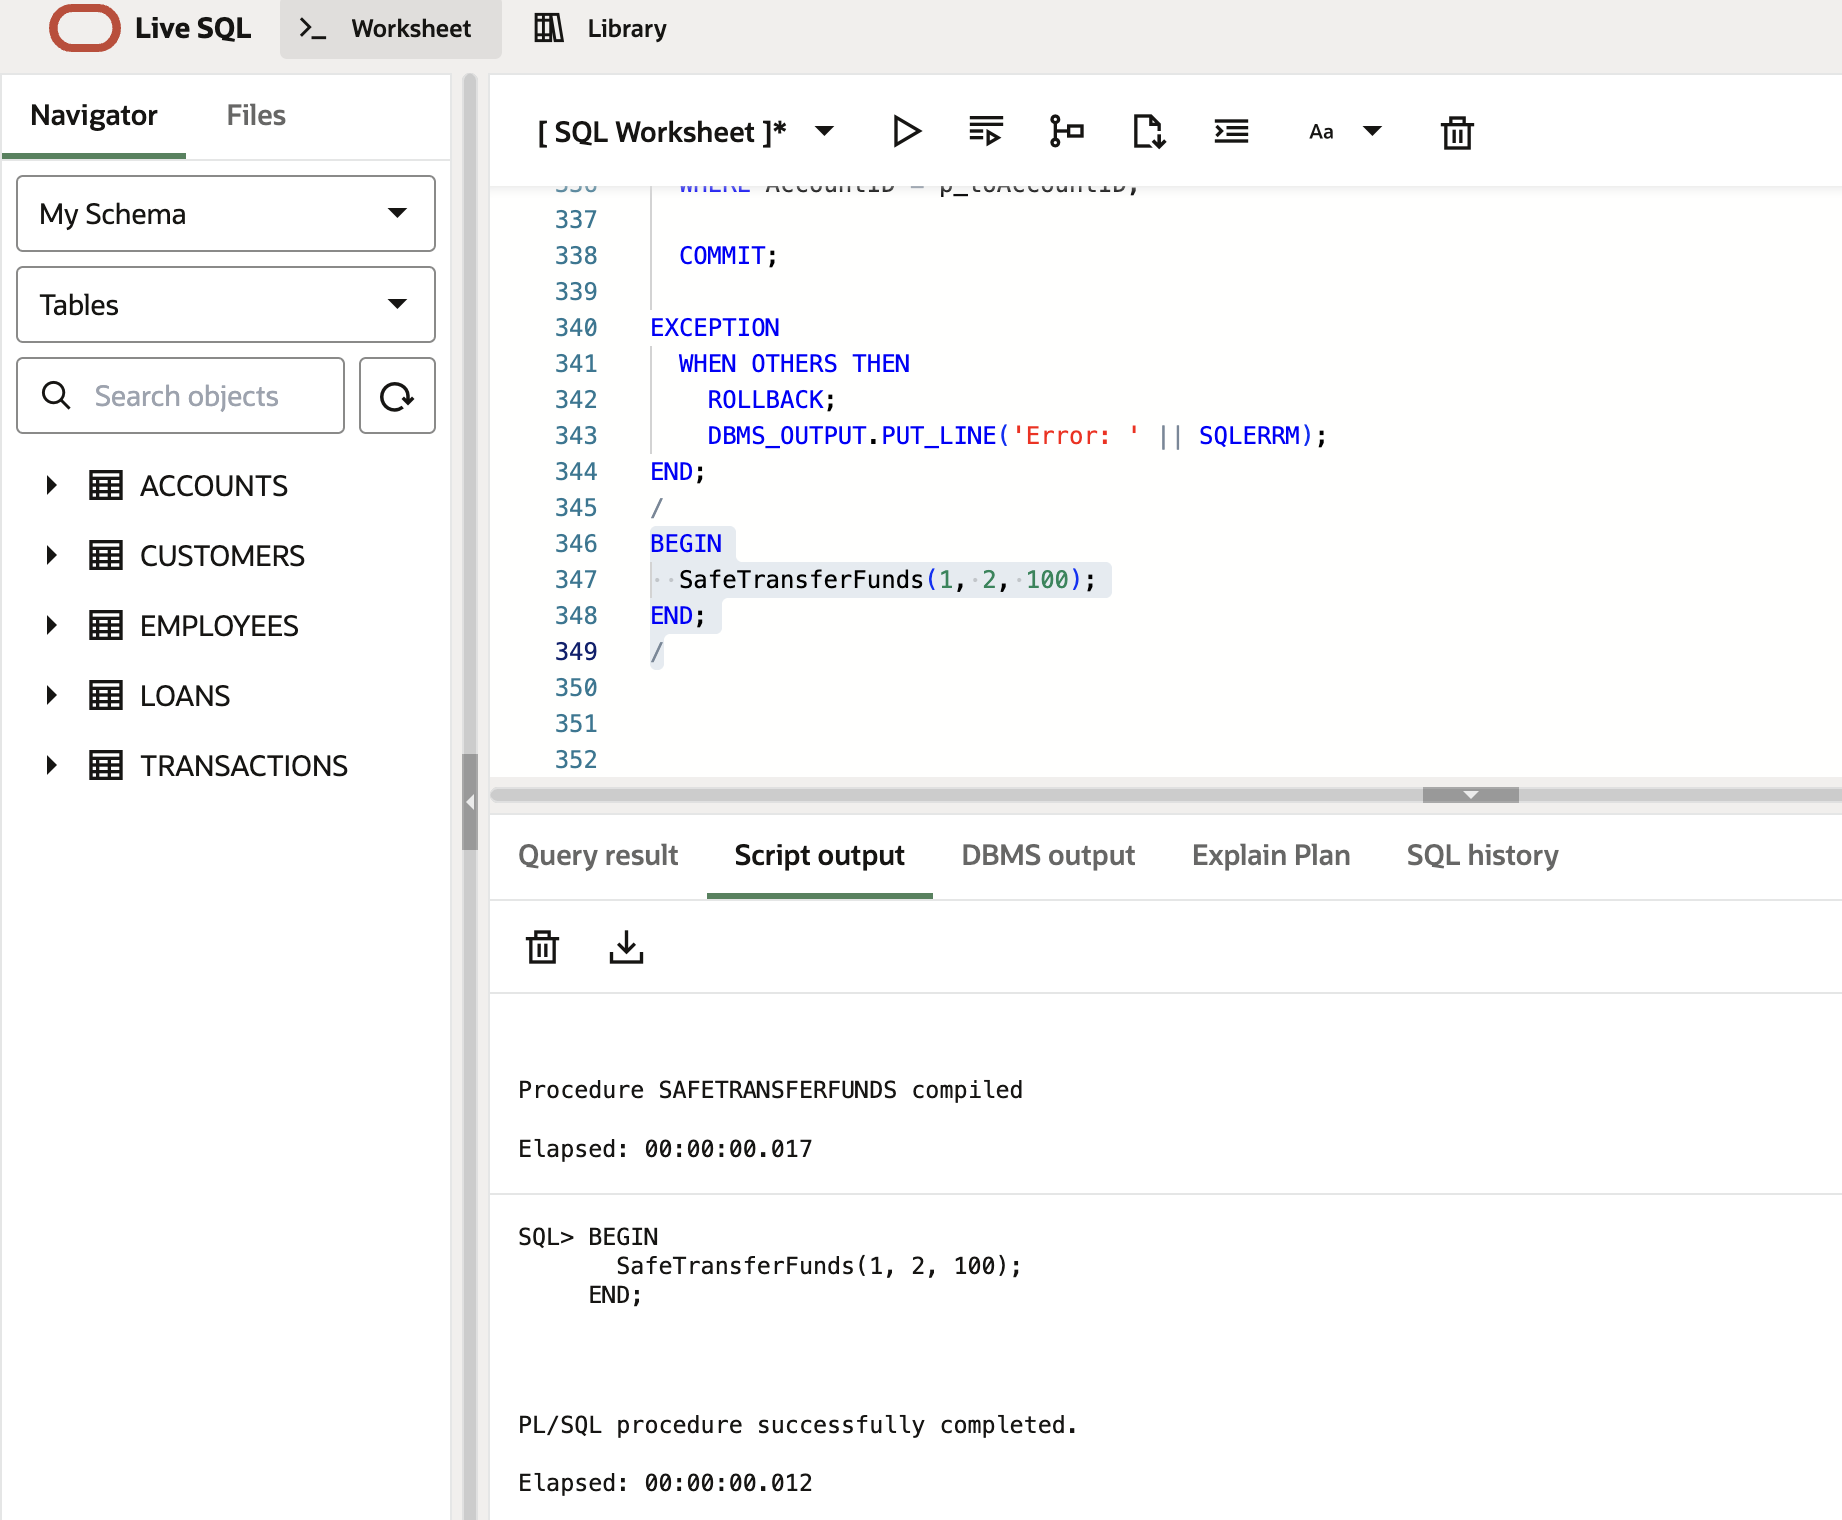 Live SQL
Worksheet
Library
Navigator
Files
My Schema
Tables
Search objects
ACCOUNTS
CUSTOMERS
EMPLOYEES
LOANS
TRANSACTIONS
[ SQL Worksheet ]*
Aa
336 WHERE AccountID = p_toAccountID;
337
338 COMMIT;
339
340 EXCEPTION
341 WHEN OTHERS THEN
342 ROLLBACK;
343 DBMS_OUTPUT.PUT_LINE('Error: ' || SQLERRM);
344 END;
345 /
346 BEGIN
347 SafeTransferFunds(1, 2, 100);
348 END;
349 /
350
351
352
Query result
Script output
DBMS output
Explain Plan
SQL history
Procedure SAFETRANSFERFUNDS compiled
Elapsed: 00:00:00.017
SQL> BEGIN
SafeTransferFunds(1, 2, 100);
END;
PL/SQL procedure successfully completed.
Elapsed: 00:00:00.012